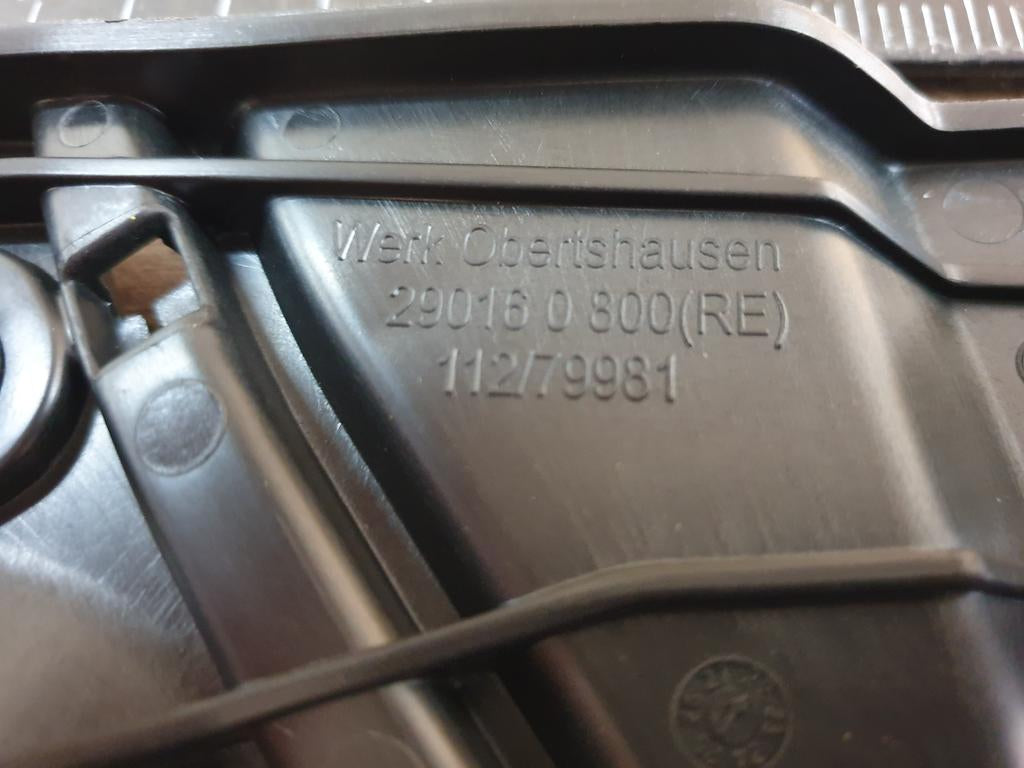 Werk Obertshausen
29016 0 800(RE)
112/79981